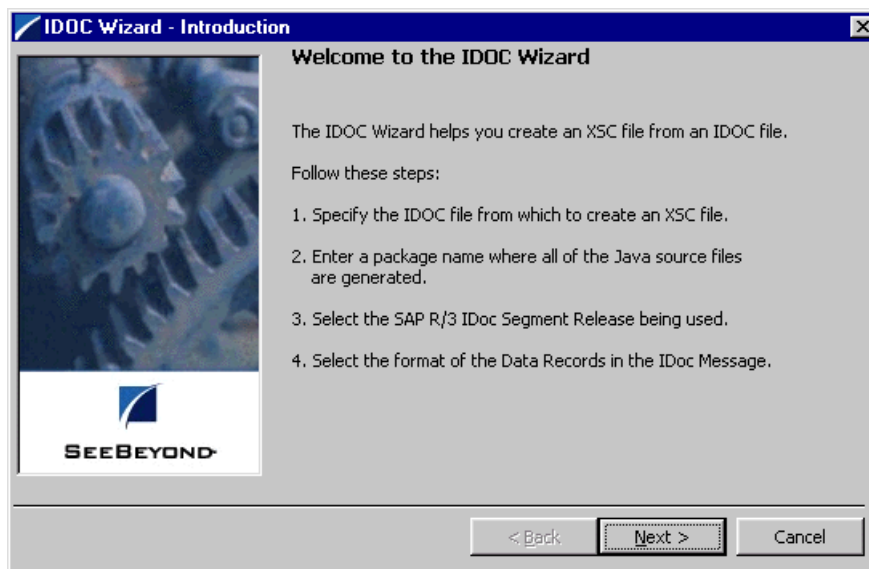 IDOC Wizard - Introduction
Welcome to the IDOC Wizard
The IDOC Wizard helps you create an XSC file from an IDOC file.
Follow these steps:
1. Specify the IDOC file from which to create an XSC file.
2. Enter a package name where all of the Java source files
are generated.
3. Select the SAP R/3 IDoc Segment Release being used.
4. Select the format of the Data Records in the IDoc Message.
SEEBEYOND
< Back
Next >
Cancel